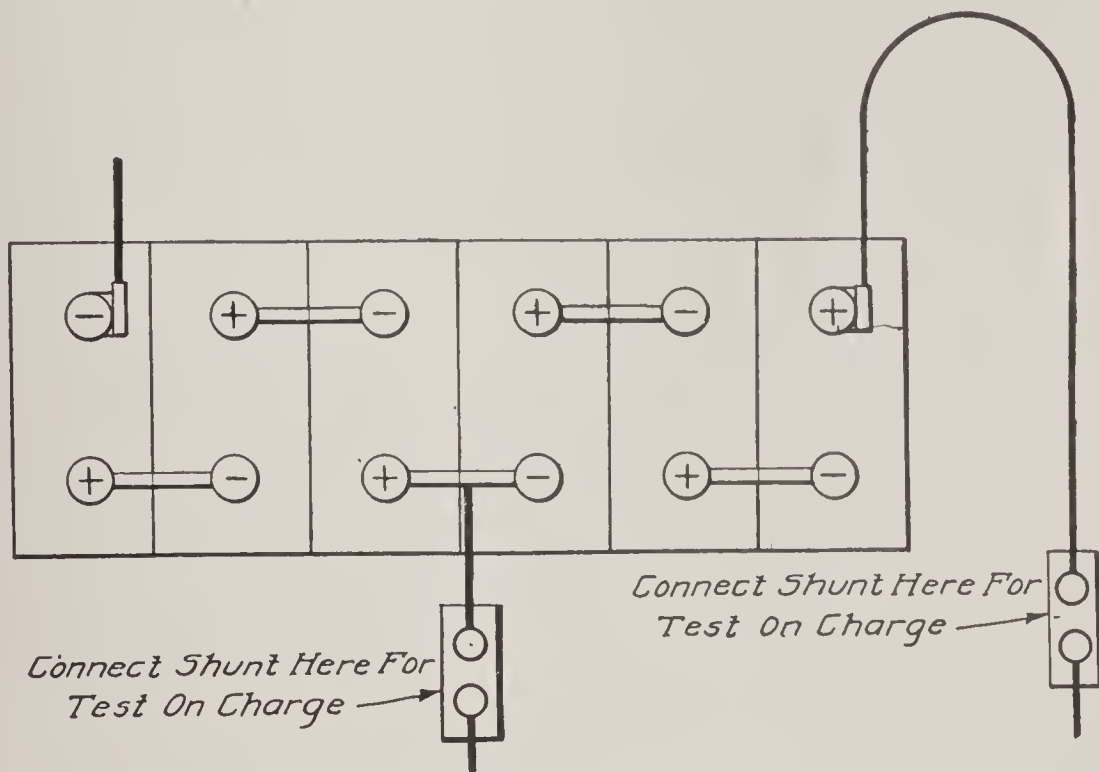 − + − + − +
+ − + − + −
Connect Shunt Here For
Test On Charge
Connect Shunt Here For
Test On Charge